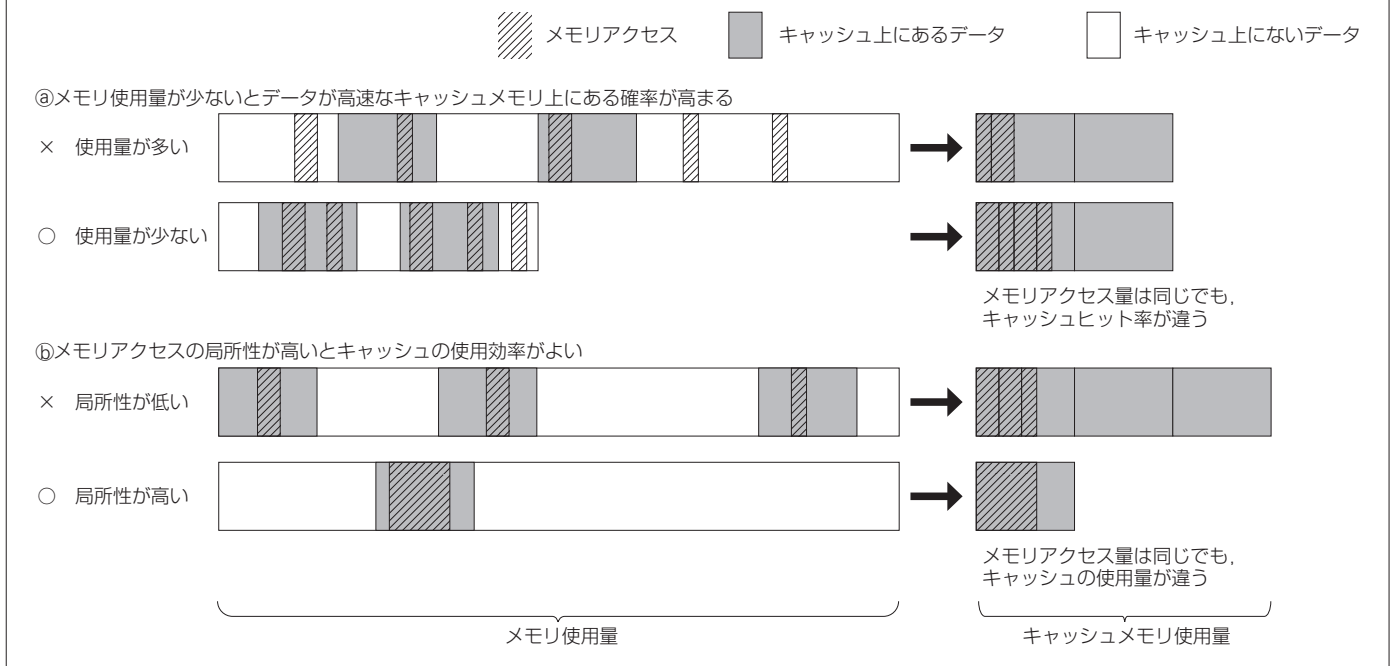 メモリアクセス
キャッシュ上にあるデータ
キャッシュ上にないデータ
ⓐメモリ使用量が少ないとデータが高速なキャッシュメモリ上にある確率が高まる
× 使用量が多い
○ 使用量が少ない
メモリアクセス量は同じでも,
キャッシュヒット率が違う
ⓑメモリアクセスの局所性が高いとキャッシュの使用効率がよい
× 局所性が低い
○ 局所性が高い
メモリアクセス量は同じでも,
キャッシュの使用量が違う
メモリ使用量
キャッシュメモリ使用量